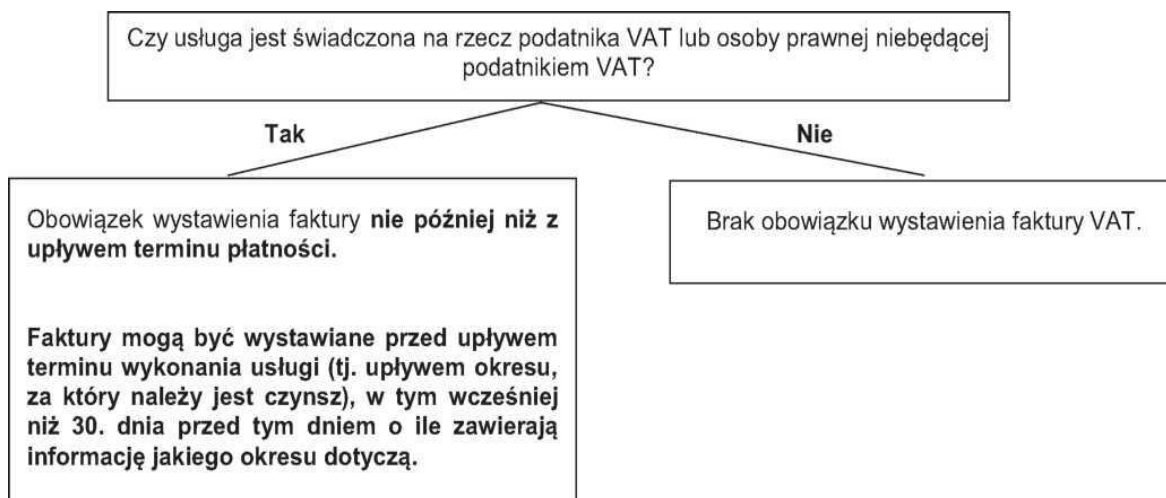 Czy usługa jest świadczona na rzecz podatnika VAT lub osoby prawnej niebędącej
podatnikiem VAT?
Tak
Nie
Obowiązek wystawienia faktury nie później niż z
upływem terminu płatności.
Faktury mogą być wystawiane przed upływem
terminu wykonania usługi (tj. upływem okresu,
za który należy jest czynsz), w tym wcześniej
niż 30. dnia przed tym dniem o ile zawierają
informację jakiego okresu dotyczą.
Brak obowiązku wystawienia faktury VAT.